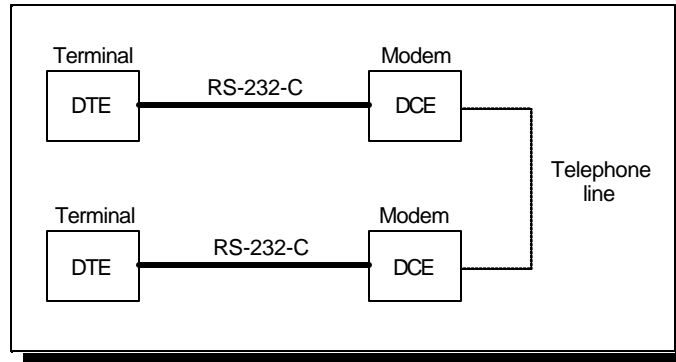 Terminal
Modem
DTE
RS-232-C
DCE
Telephone
line
Terminal
Modem
DTE
RS-232-C
DCE